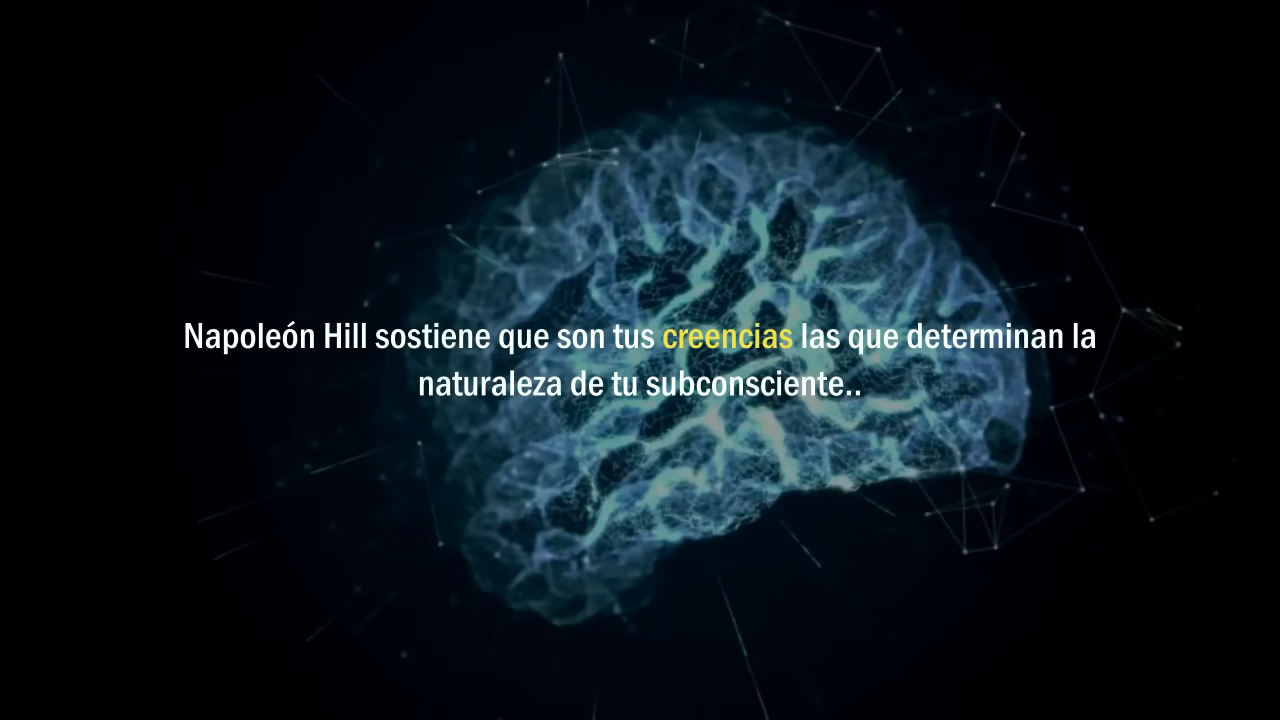 Napoleón Hill sostiene que son tus creencias las que determinan la
naturaleza de tu subconsciente..